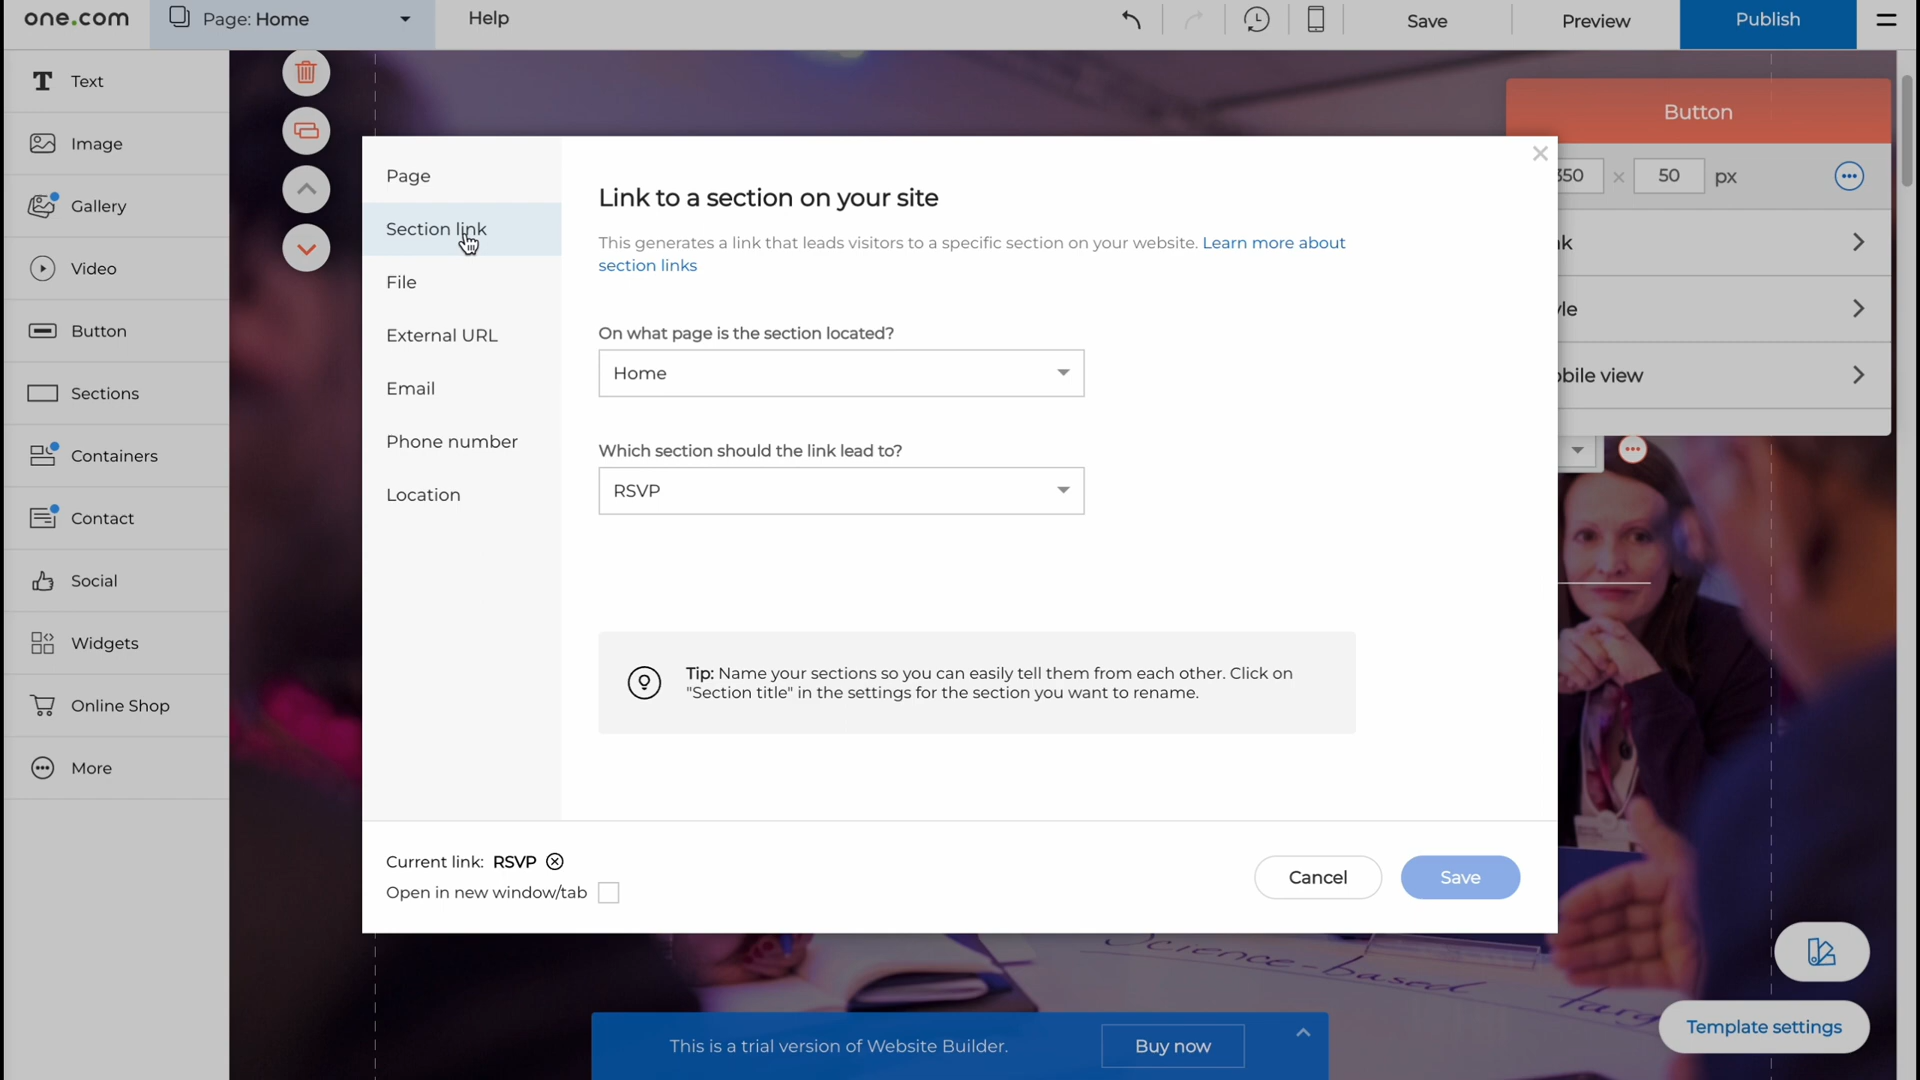 one.com
Page: Home
Help
Save
Preview
Publish
Text
Image
Gallery
Video
Button
Sections
Containers
Contact
Social
Widgets
Online Shop
More
Button
50
px
bile view
Page
Section link
File
External URL
Email
Phone number
Location
Link to a section on your site
This generates a link that leads visitors to a specific section on your website. Learn more about
section links
On what page is the section located?
Home
Which section should the link lead to?
RSVP
Tip: Name your sections so you can easily tell them from each other. Click on
"Section title" in the settings for the section you want to rename.
Current link: RSVP
Open in new window/tab
Cancel
Save
Science-based
targ
This is a trial version of Website Builder.
Buy now
Template settings